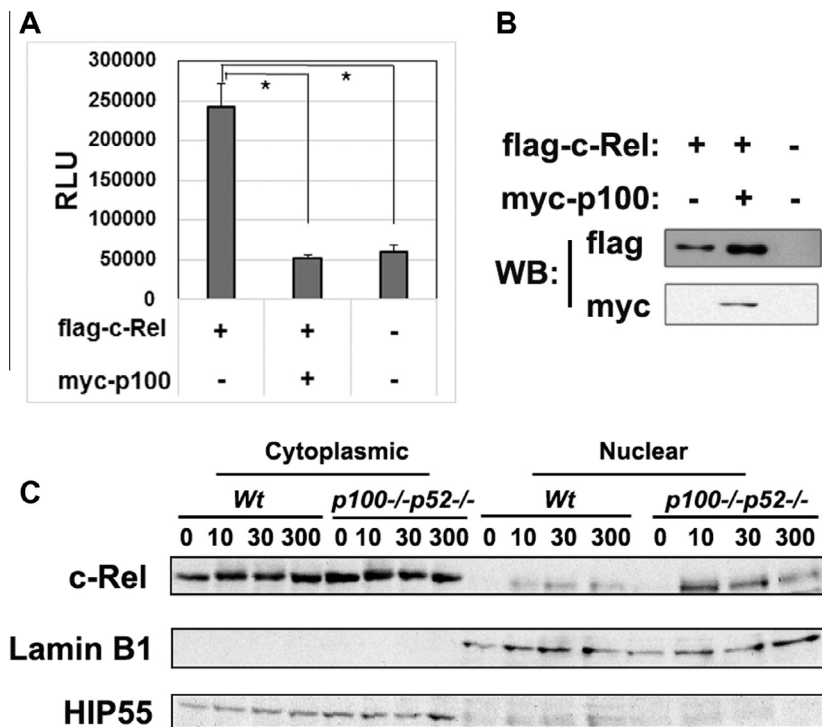 A
300000
250000
200000
150000
100000
50000
0
RLU
* *
flag-c-Rel + + -
myc-p100 - + -
B
flag-c-Rel: + + -
myc-p100: - + -
WB: flag
myc
C
Cytoplasmic Nuclear
Wt p100-/-p52-/- Wt p100-/-p52-/-
0 10 30 300 0 10 30 300 0 10 30 300 0 10 30 300
c-Rel
Lamin B1
HIP55